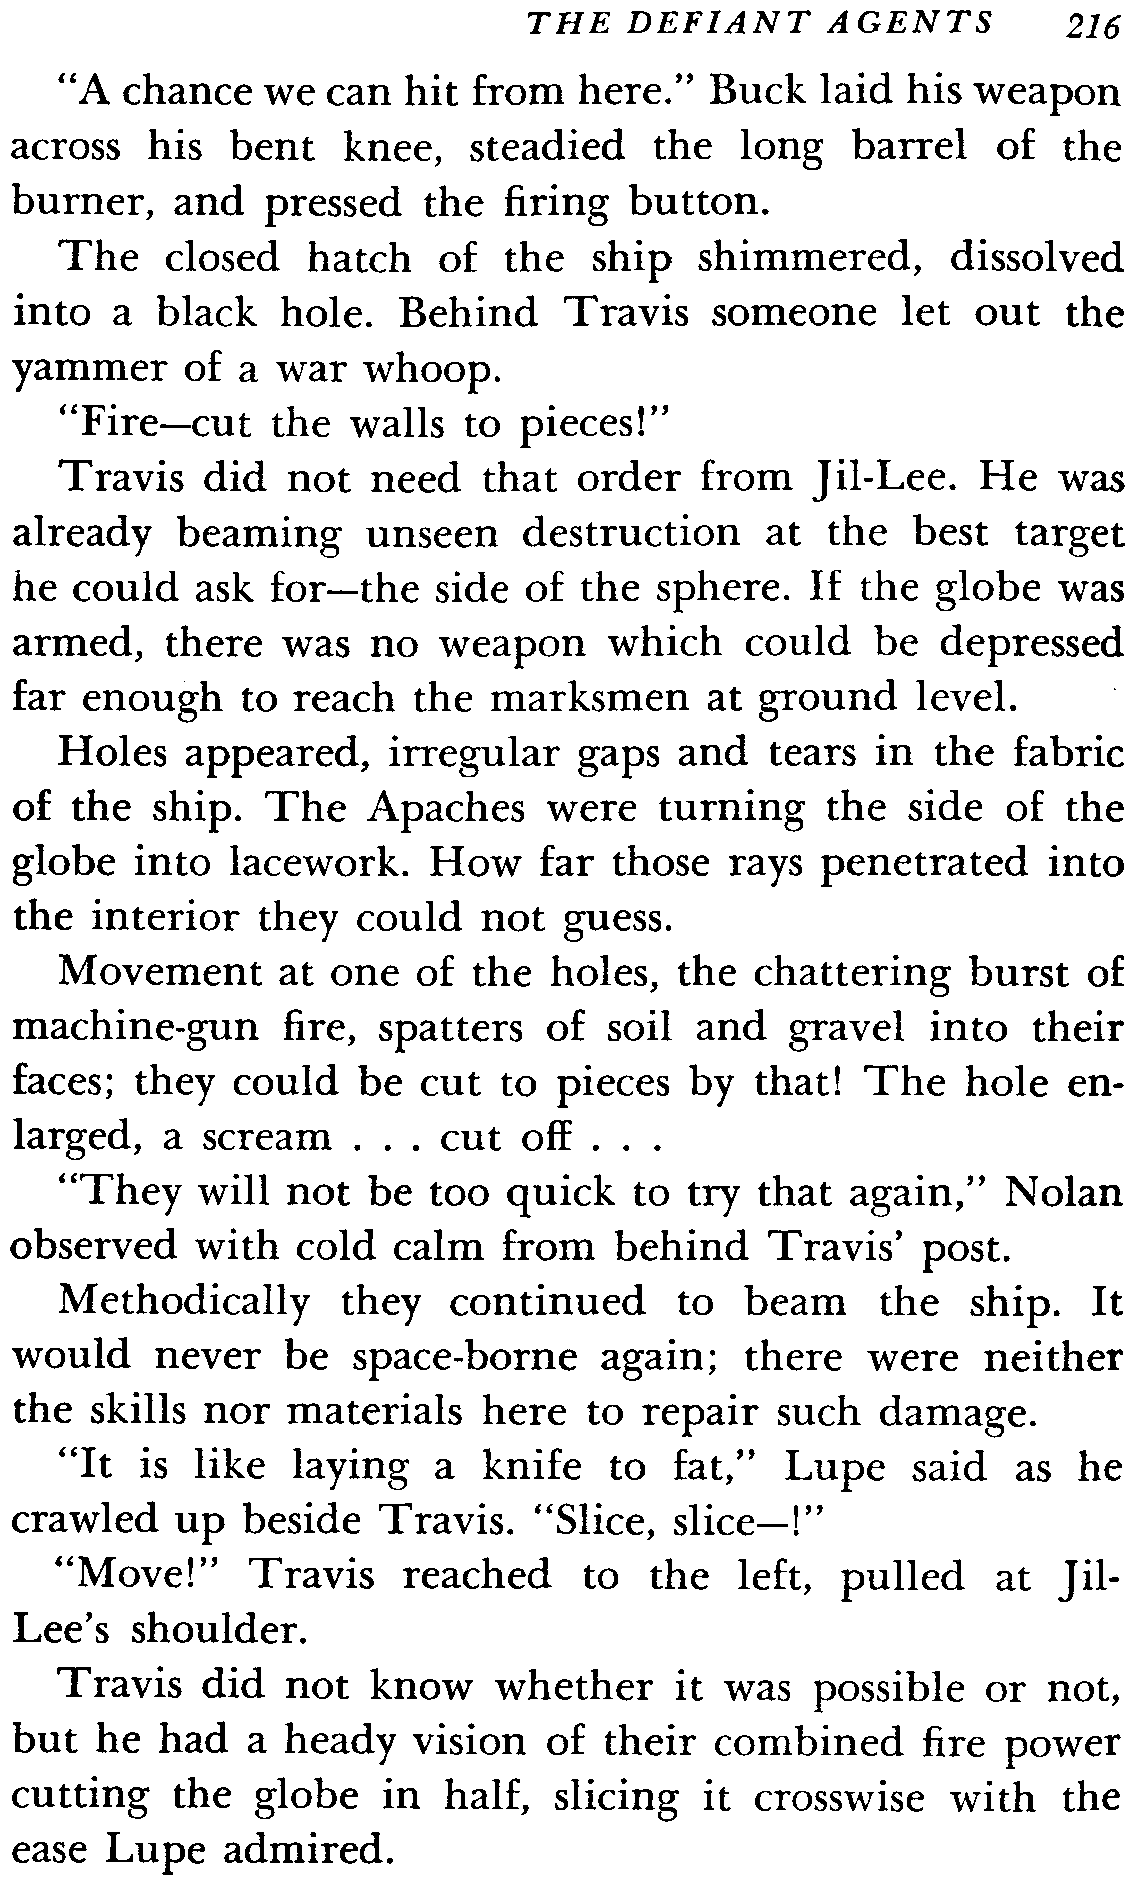 THE DEFIANT AGENTS 216
"A chance we can hit from here." Buck laid his weapon
across his bent knee, steadied the long barrel of the
burner, and pressed the firing button.
The closed hatch of the ship shimmered, dissolved
into a black hole. Behind Travis someone let out the
yammer of a war whoop.
"Fire—cut the walls to pieces!"
Travis did not need that order from Jil-Lee. He was
already beaming unseen destruction at the best target
he could ask for—the side of the sphere. If the globe was
armed, there was no weapon which could be depressed
far enough to reach the marksmen at ground level.
Holes appeared, irregular gaps and tears in the fabric
of the ship. The Apaches were turning the side of the
globe into lacework. How far those rays penetrated into
the interior they could not guess.
Movement at one of the holes, the chattering burst of
machine-gun fire, spatters of soil and gravel into their
faces; they could be cut to pieces by that! The hole en-
larged, a scream . . . cut off . . .
"They will not be too quick to try that again," Nolan
observed with cold calm from behind Travis' post.
Methodically they continued to beam the ship. It
would never be space-borne again; there were neither
the skills nor materials here to repair such damage.
"It is like laying a knife to fat," Lupe said as he
crawled up beside Travis. "Slice, slice—!"
"Move!" Travis reached to the left, pulled at Jil-
Lee's shoulder.
Travis did not know whether it was possible or not,
but he had a heady vision of their combined fire power
cutting the globe in half, slicing it crosswise with the
ease Lupe admired.